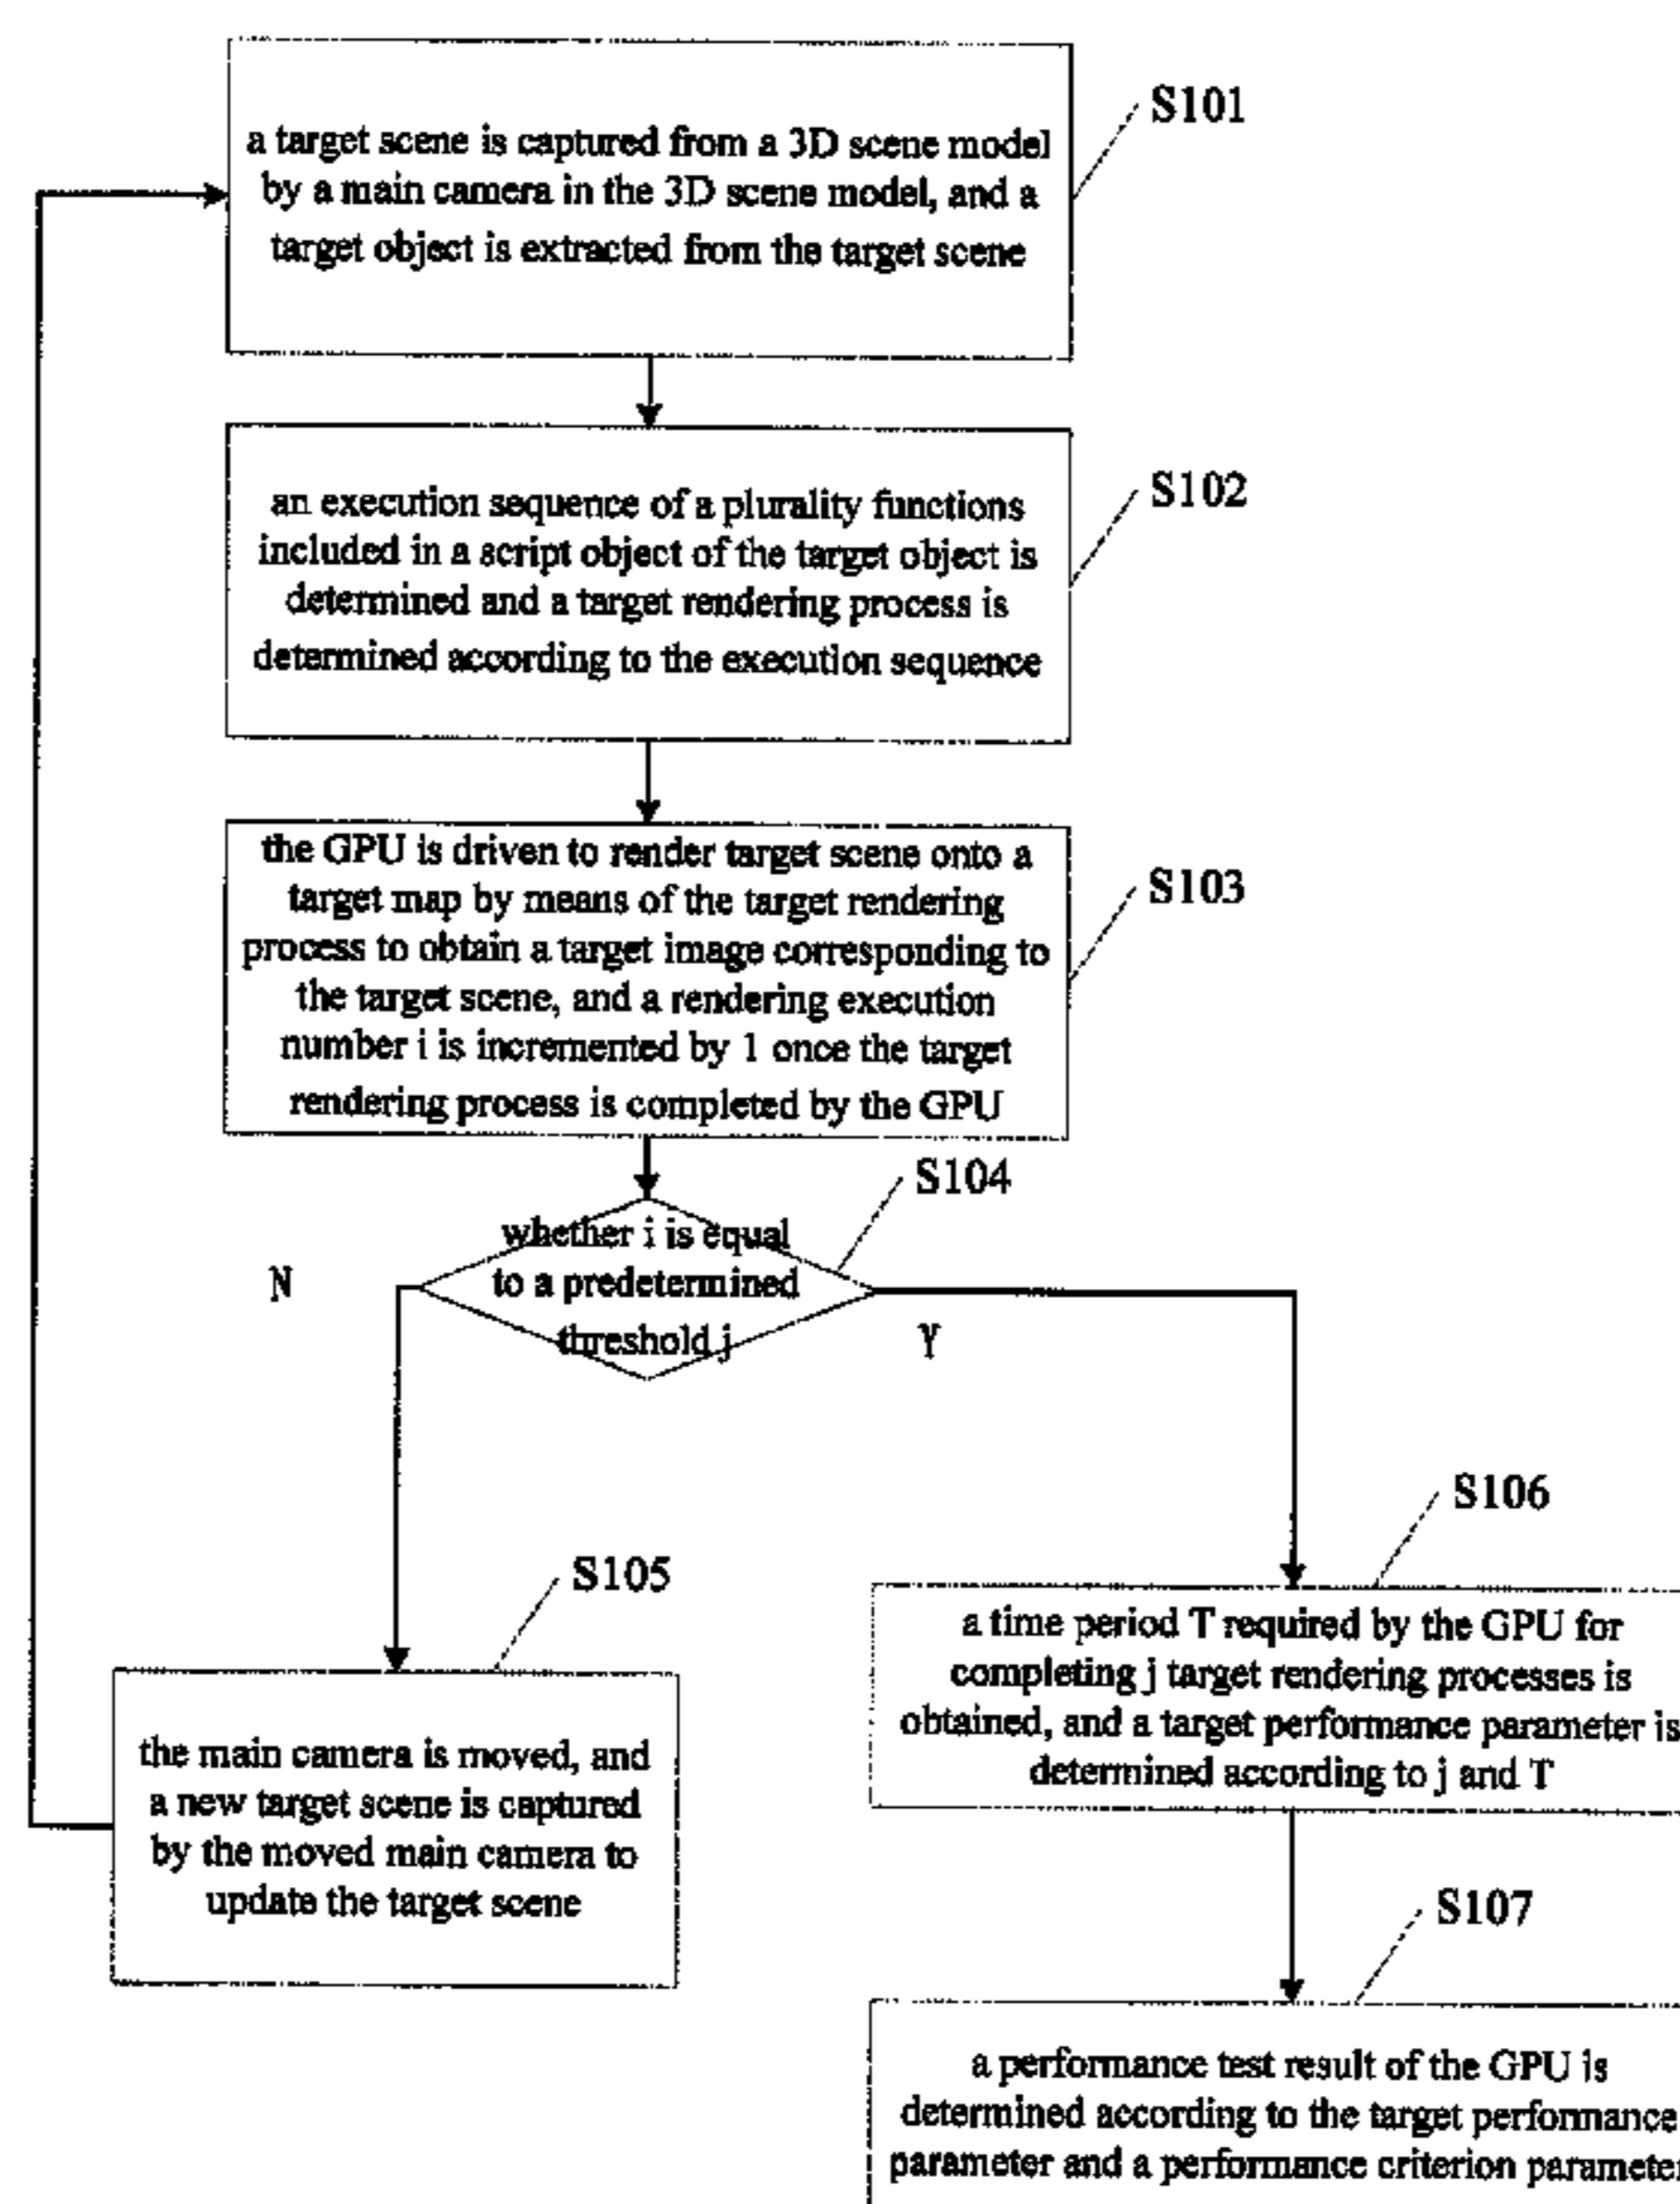 S101
a target scene is captured from a 3D scene model
by a main camera in the 3D scene model, and a
target object is extracted from the target scene
S102
an execution sequence of a plurality functions
included in a script object of the target object is
determined and a target rendering process is
determined according to the execution sequence
S103
the GPU is driven to render target scene onto a
target map by means of the target rendering
process to obtain a target image corresponding to
the target scene, and a rendering execution
number i is incremented by 1 once the target
rendering process is completed by the GPU
S104
whether i is equal
to a predetermined
threshold j
N
Y
S105
the main camera is moved, and
a new target scene is captured
by the moved main camera to
update the target scene
S106
a time period T required by the GPU for
completing j target rendering processes is
obtained, and a target performance parameter is
determined according to j and T
S107
a performance test result of the GPU is
determined according to the target performance
parameter and a performance criterion parameter